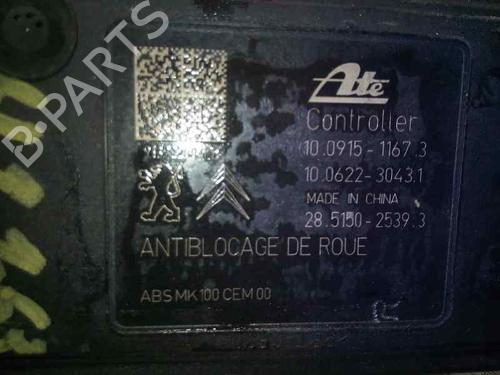 B-PARTS
Ate
Controller
10.0915-1167.3
10.0622-3043.1
MADE IN CHINA
28.5150-2539.3
ANTIBLOCAGE DE ROUE
ABS MK100 CEM 00